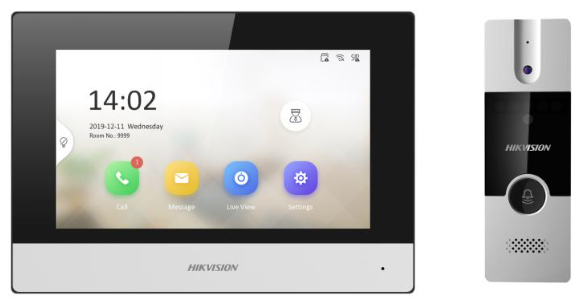 14:02
2019-12-11 Wednesday
Room No.: 9999
1
Call
Message
Live View
Settings
HIKVISION
HIKVISION